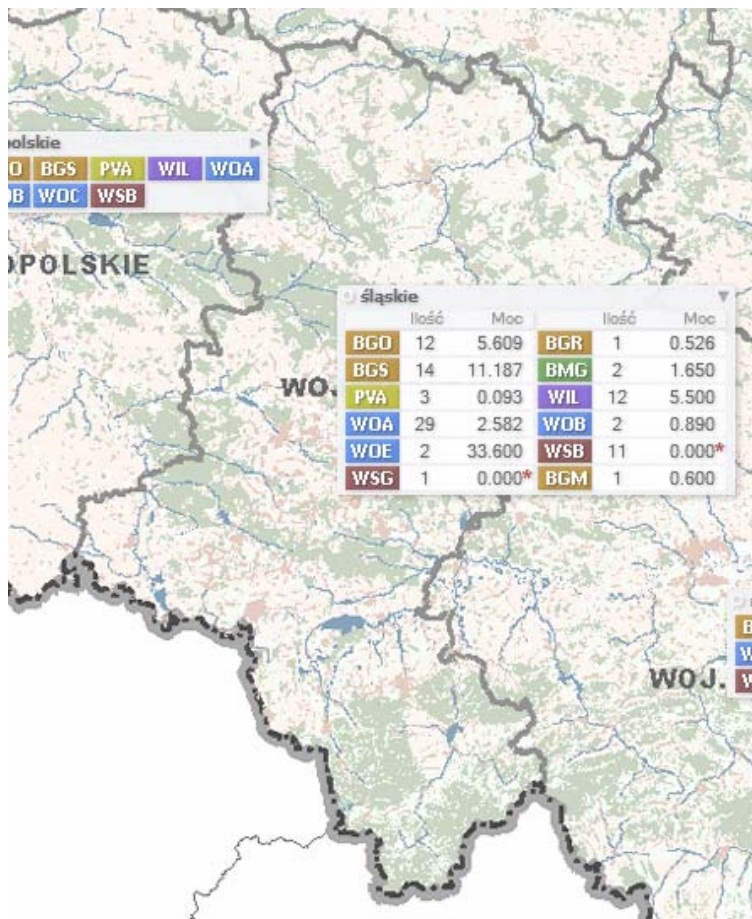 polskie
O BGS PVA WIL WOA
OB WOC WSB
OPOLSKIE
śląskie
Ilość Moc Ilość Moc
BGO 12 5.609 BGR 1 0.526
BGS 14 11.187 BMG 2 1.650
PVA 3 0.093 WIL 12 5.500
WOA 29 2.582 WOB 2 0.890
WOE 2 33.600 WSB 11 0.000*
WSG 1 0.000* BGM 1 0.600
WOJ.
B
W
WOJ.
W